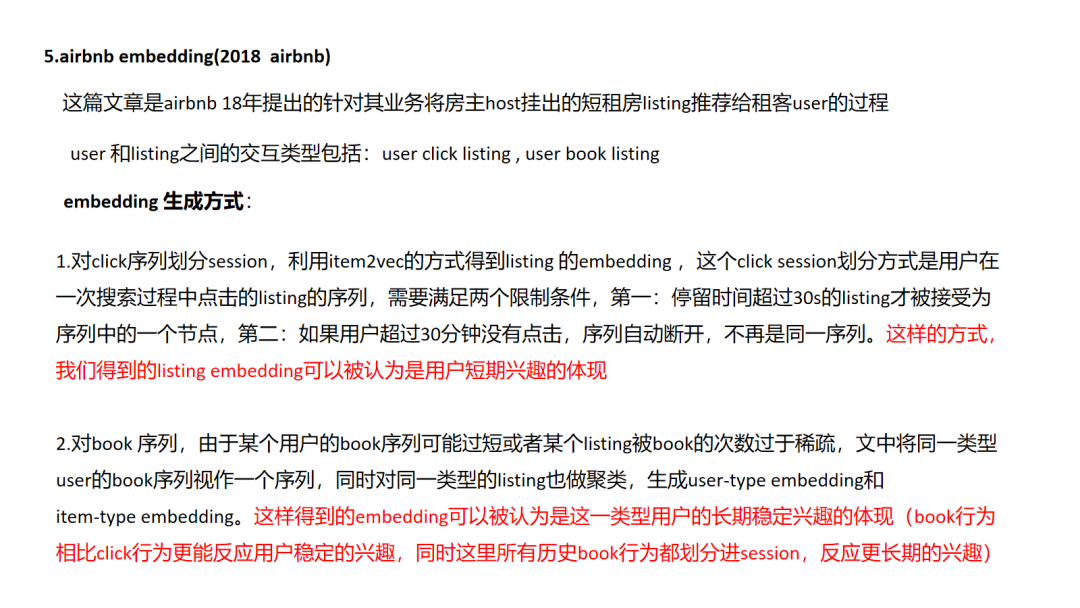 5.airbnb embedding(2018  airbnb)
这篇文章是airbnb 18年提出的针对其业务将房主host挂出的短租房listing推荐给租客user的过程
user 和listing之间的交互类型包括：user click listing , user book listing
embedding 生成方式：
1.对click序列划分session，利用item2vec的方式得到listing 的embedding ，这个click session划分方式是用户在
一次搜索过程中点击的listing的序列，需要满足两个限制条件，第一：停留时间超过30s的listing才被接受为
序列中的一个节点，第二：如果用户超过30分钟没有点击，序列自动断开，不再是同一序列。这样的方式，
我们得到的listing embedding可以被认为是用户短期兴趣的体现
2.对book 序列，由于某个用户的book序列可能过短或者某个listing被book的次数过于稀疏，文中将同一类型
user的book序列视作一个序列，同时对同一类型的listing也做聚类，生成user-type embedding和
item-type embedding。这样得到的embedding可以被认为是这一类型用户的长期稳定兴趣的体现（book行为
相比click行为更能反应用户稳定的兴趣，同时这里所有历史book行为都划分进session，反应更长期的兴趣）